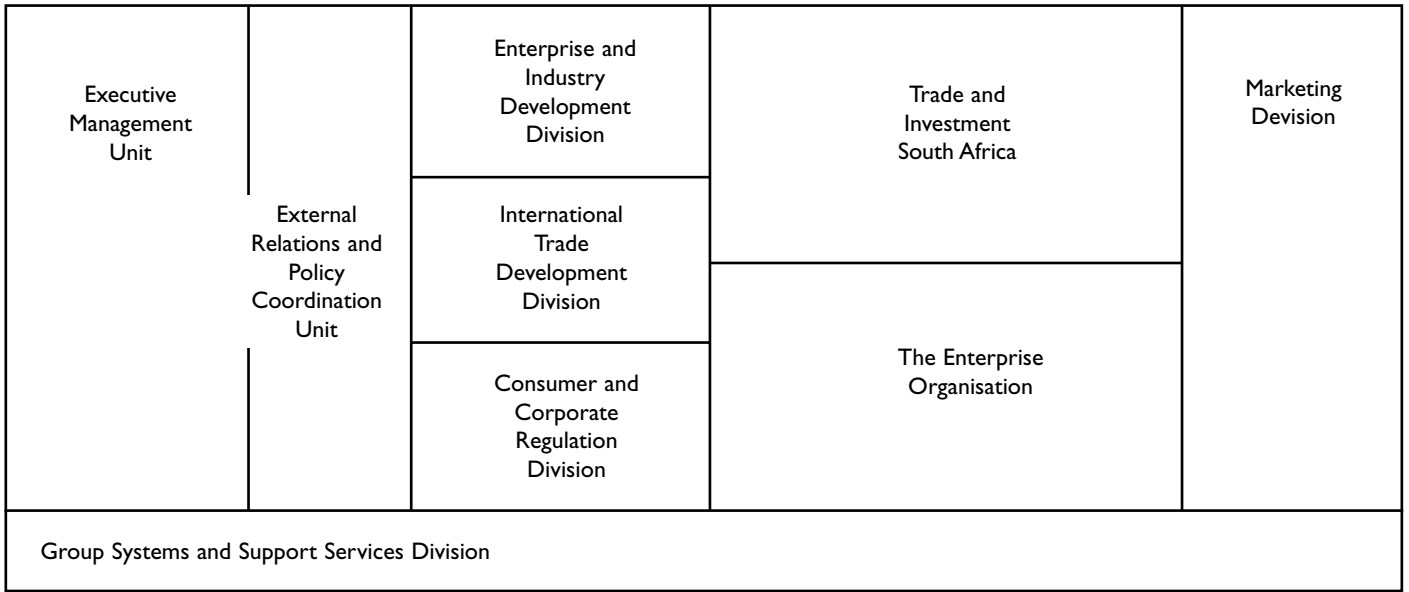 Executive
Management
Unit
External
Relations and
Policy
Coordination
Unit
Enterprise and
Industry
Development
Division
International
Trade
Development
Division
Consumer and
Corporate
Regulation
Division
Trade and
Investment
South Africa
The Enterprise
Organisation
Marketing
Devision
Group Systems and Support Services Division